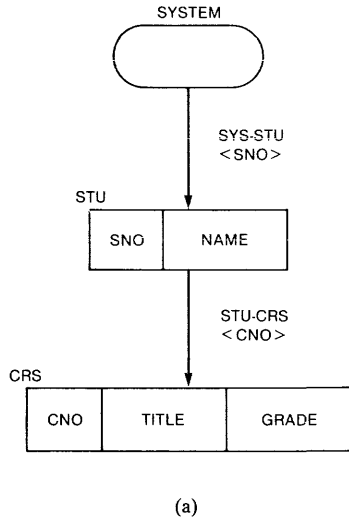 SYSTEM
SYS-STU
<SNO>
STU
SNO
NAME
STU-CRS
<CNO>
CRS
CNO
TITLE
GRADE
(a)